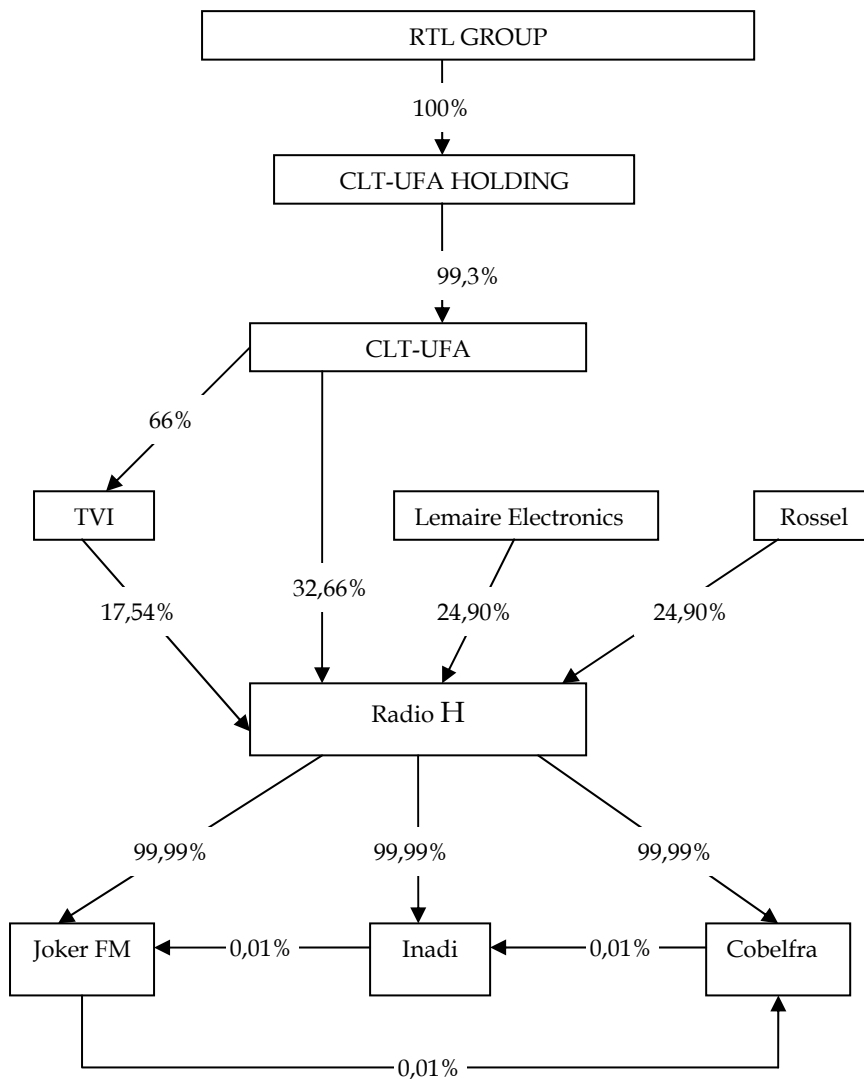 RTL GROUP
100%
CLT-UFA HOLDING
99,3%
CLT-UFA
66%
TVI
Lemaire Electronics
Rossel
32,66%
17,54%
24,90%
24,90%
Radio H
99,99%
99,99%
99,99%
Joker FM
0,01%
Inadi
0,01%
Cobelfra
0,01%